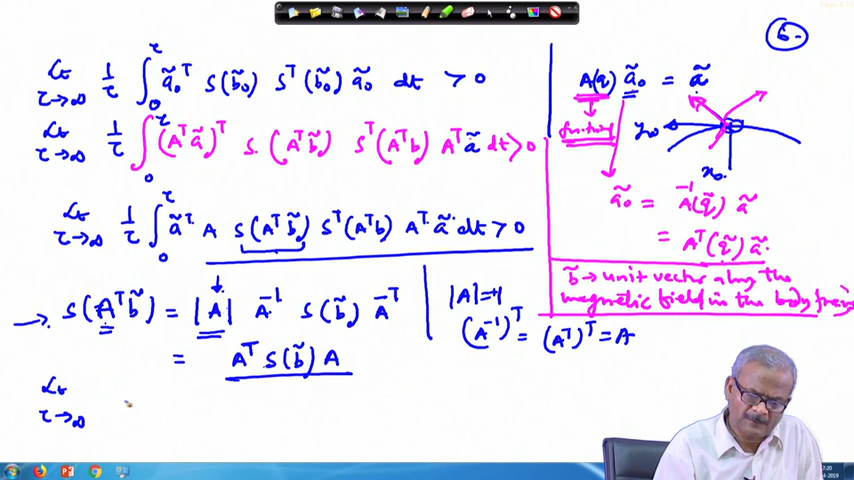 6.
Lt τ→∞ 1/τ ∫₀^τ ã₀ᵀ S(b̃₀) Sᵀ(b̃₀) ã₀ dt > 0
Lt τ→∞ 1/τ ∫₀^τ (Aᵀã)ᵀ S(Aᵀb̃) Sᵀ(Aᵀb) Aᵀã dt > 0
Lt τ→∞ 1/τ ∫₀^τ ãᵀ A S(Aᵀb̃) Sᵀ(Aᵀb) Aᵀ ã dt > 0
→ S(Aᵀb̃) = |A| A⁻¹ S(b̃) A⁻ᵀ
= Aᵀ S(b̃) A
Lt τ→∞
|A| = +1
(A⁻¹)ᵀ = (Aᵀ)ᵀ = A
A(q) ã₀ = ã
y₀
x₀
ã₀ = A⁻¹(q̃) ã
= Aᵀ(q̃) ã.
b̃ → unit vector along the
magnetic field in the body frame